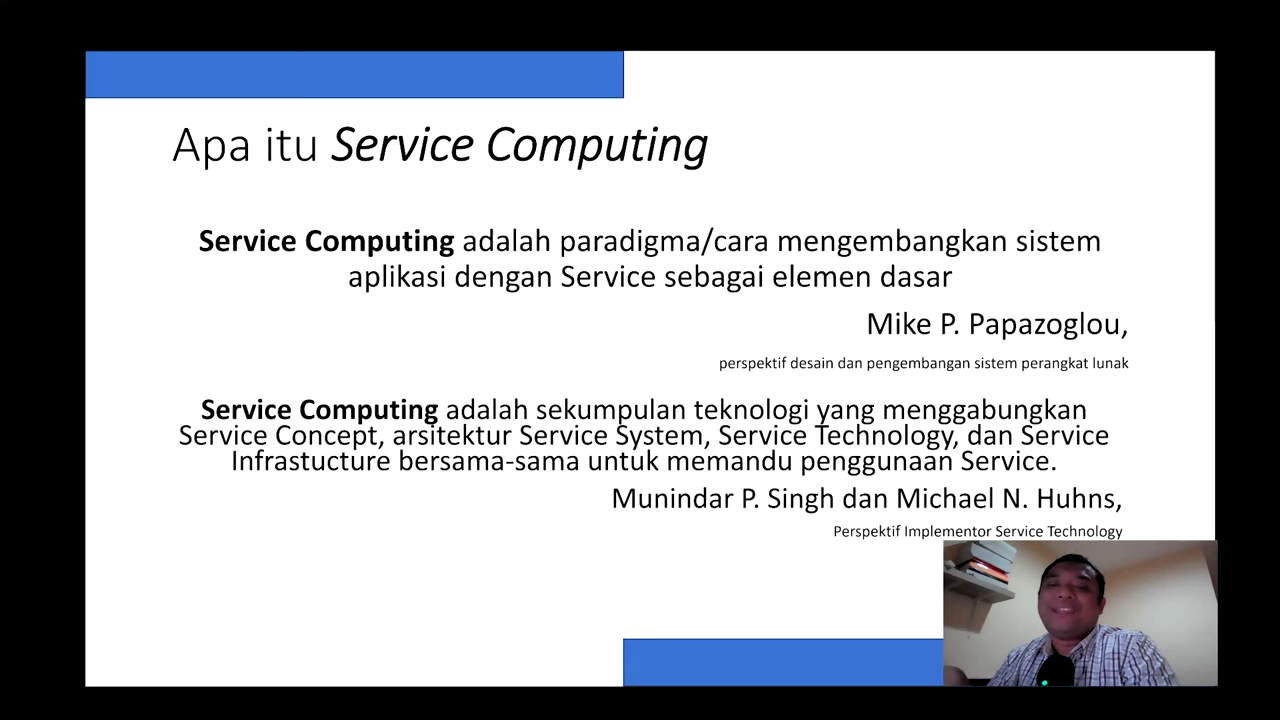 Apa itu Service Computing
Service Computing adalah paradigma/cara mengembangkan sistem
aplikasi dengan Service sebagai elemen dasar
Mike P. Papazoglou,
perspektif desain dan pengembangan sistem perangkat lunak
Service Computing adalah sekumpulan teknologi yang menggabungkan
Service Concept, arsitektur Service System, Service Technology, dan Service
Infrastucture bersama-sama untuk memandu penggunaan Service.
Munindar P. Singh dan Michael N. Huhns,
Perspektif Implementor Service Technology